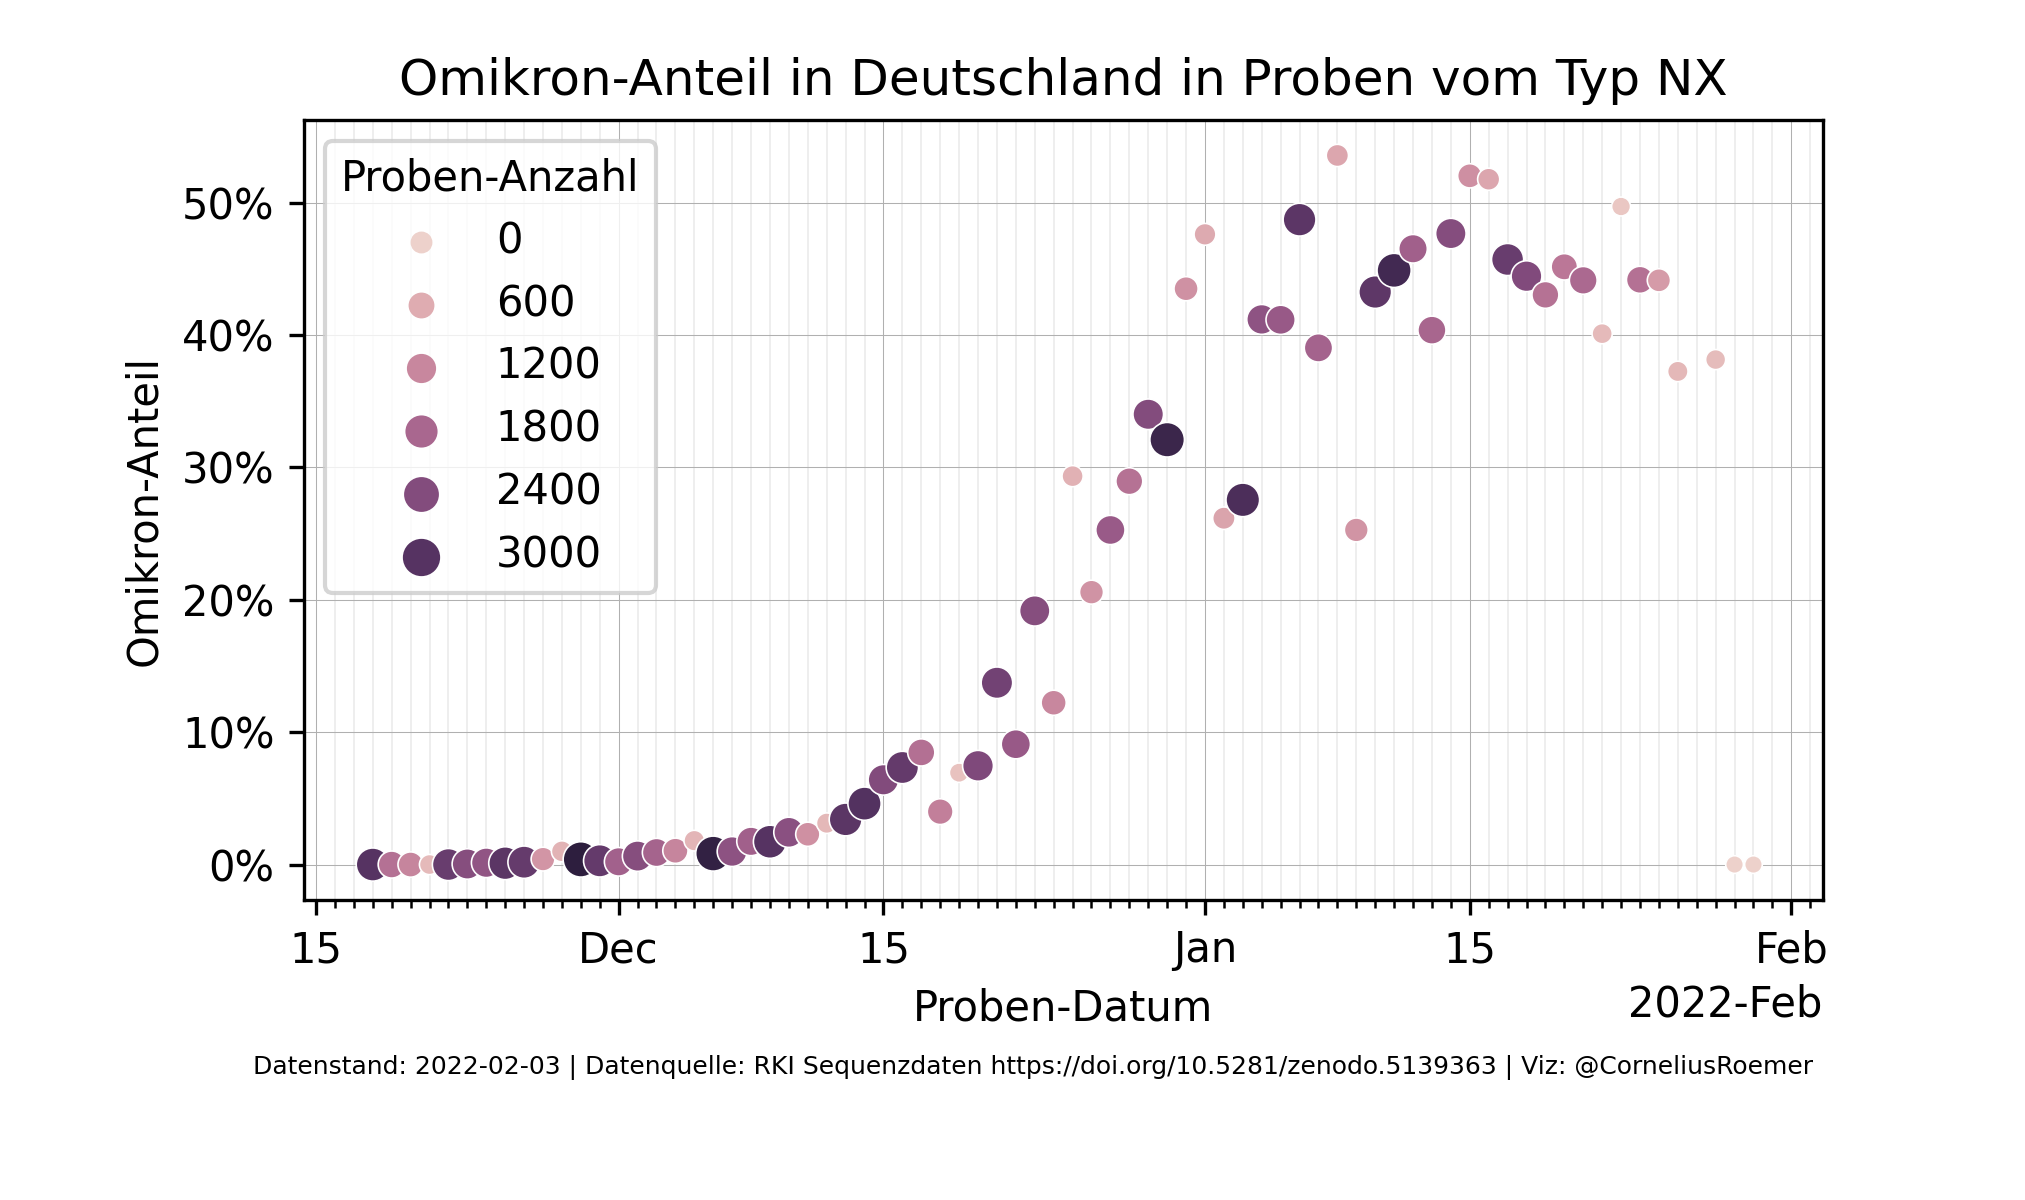 Omikron-Anteil in Deutschland in Proben vom Typ NX
Proben-Anzahl
0
600
1200
1800
2400
3000
50%
40%
30%
20%
10%
0%
Omikron-Anteil
15 Dec 15 Jan 15 Feb
2022-Feb
Proben-Datum
Datenstand: 2022-02-03 | Datenquelle: RKI Sequenzdaten https://doi.org/10.5281/zenodo.5139363 | Viz: @CorneliusRoemer